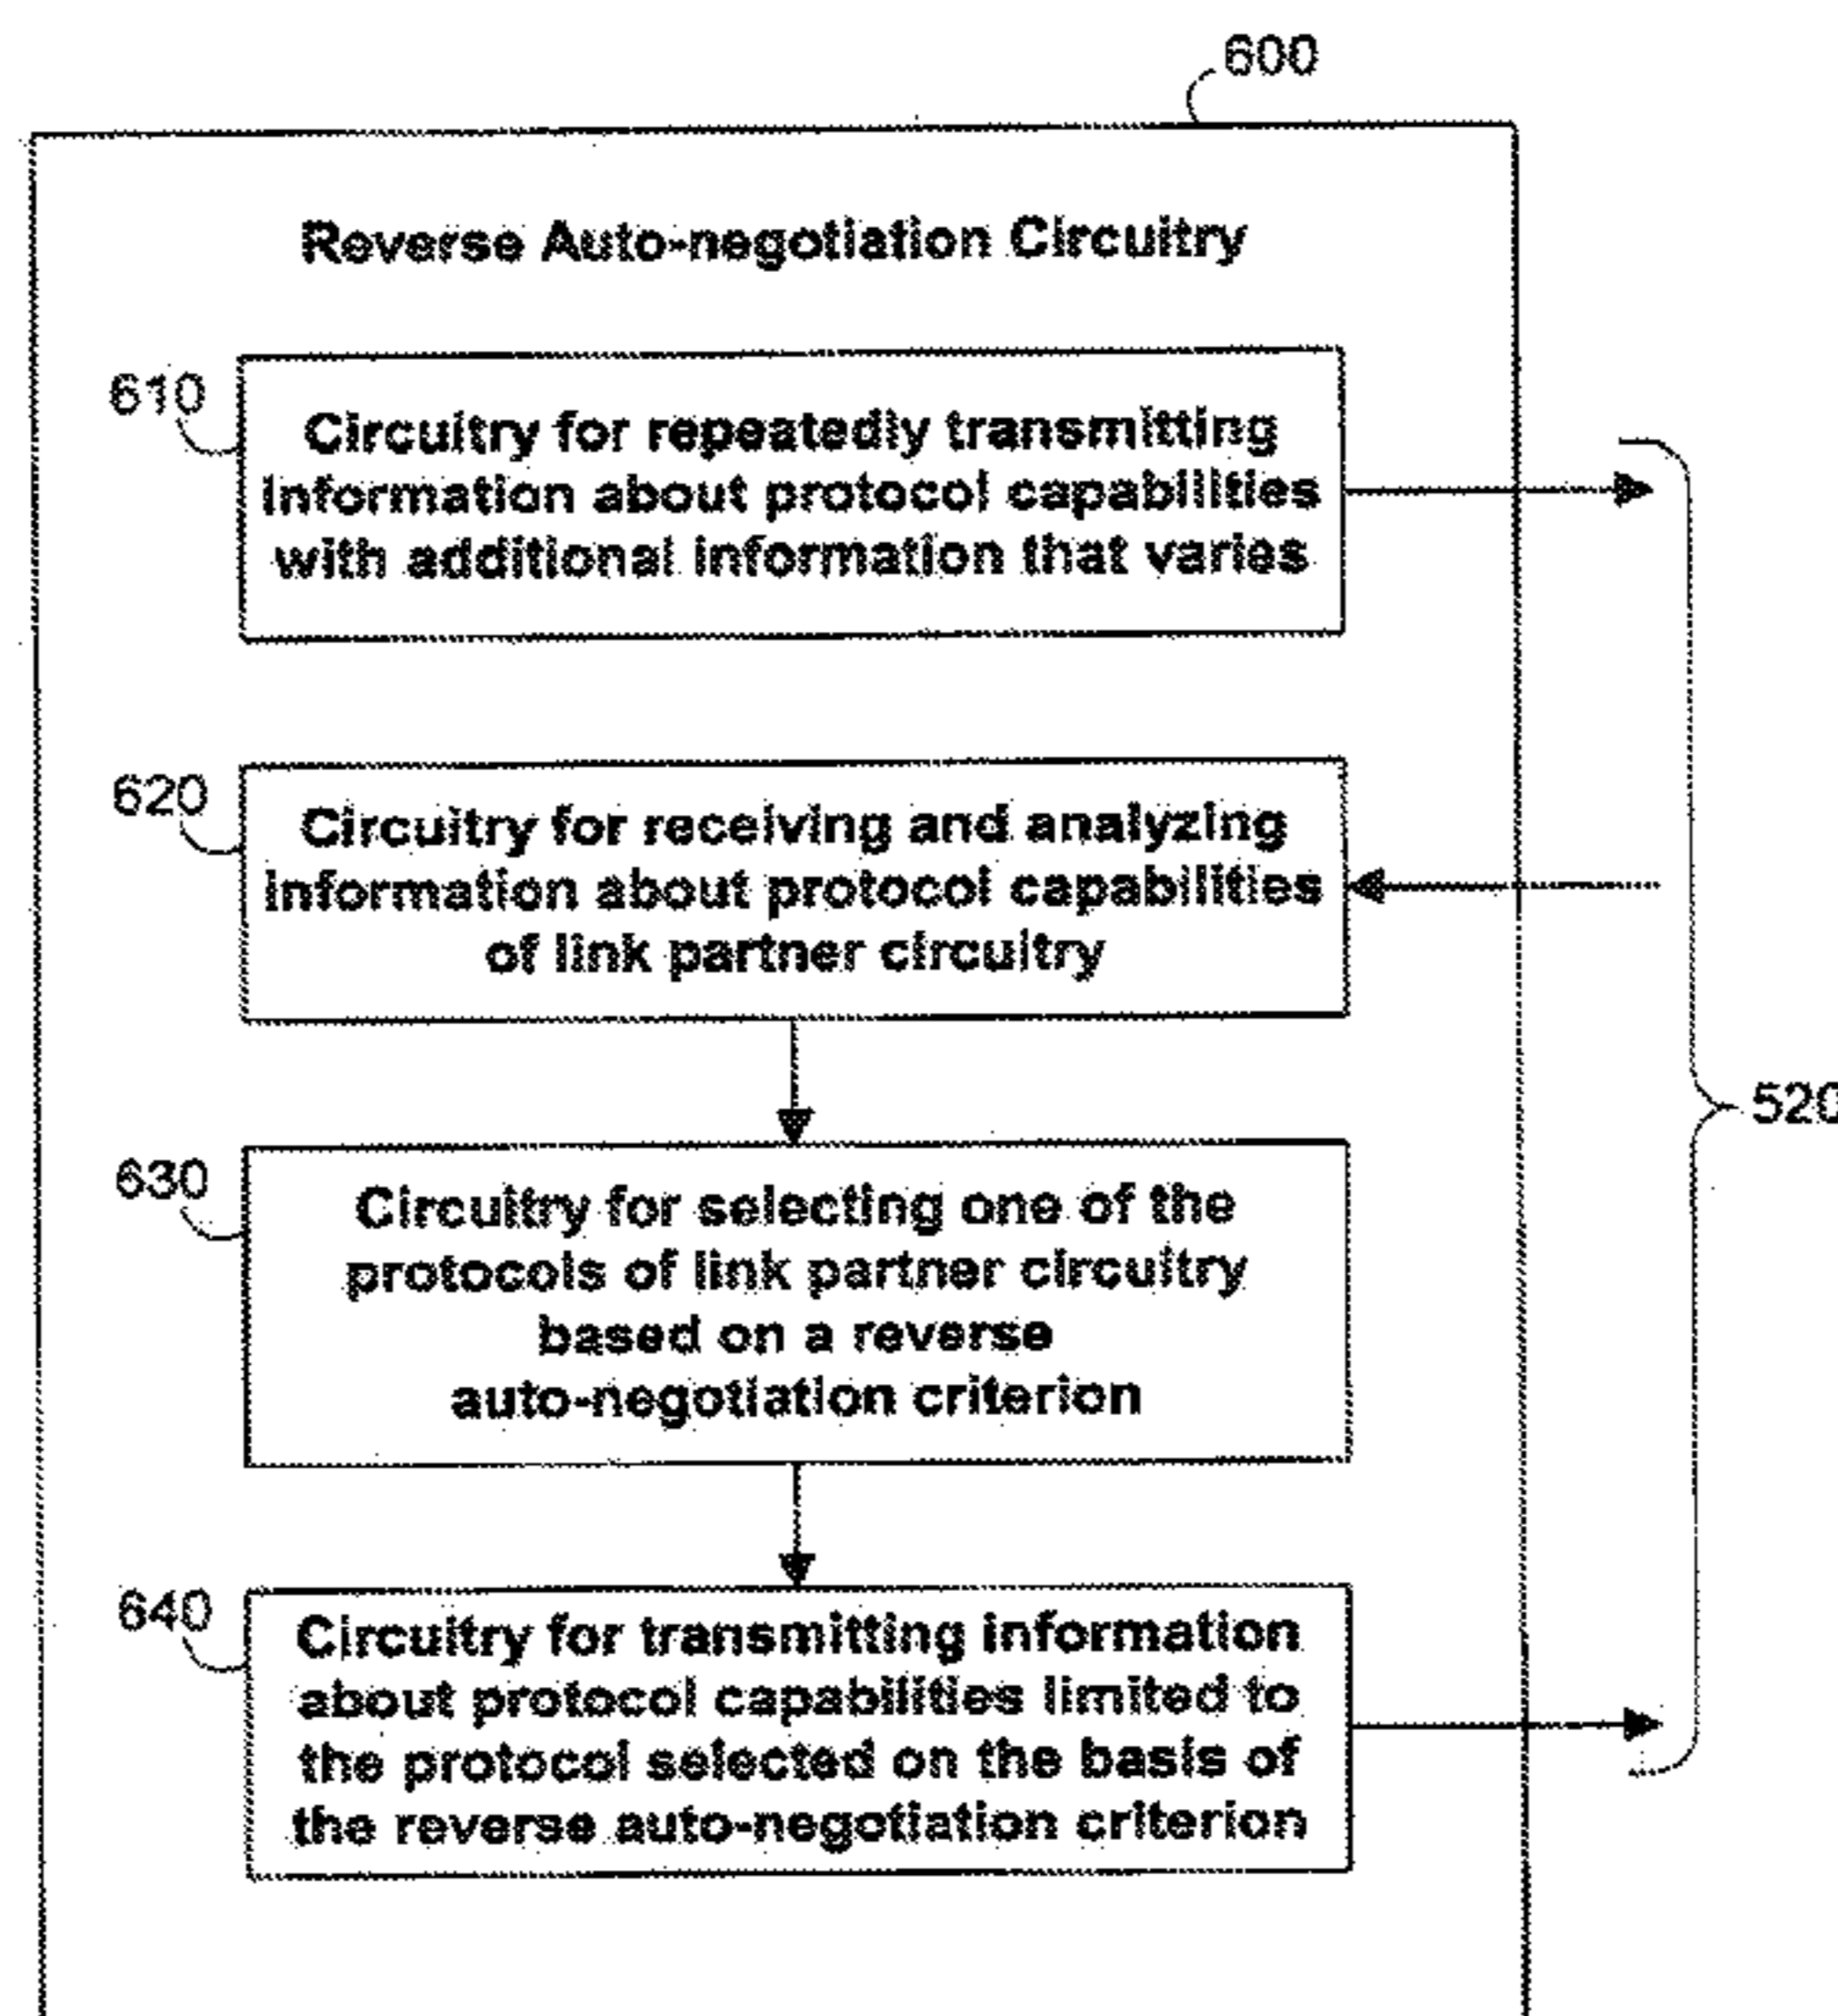 600
Reverse Auto-negotiation Circuitry
610
Circuitry for repeatedly transmitting
information about protocol capabilities
with additional information that varies
620
Circuitry for receiving and analyzing
information about protocol capabilities
of link partner circuitry
520
630
Circuitry for selecting one of the
protocols of link partner circuitry
based on a reverse
auto-negotiation criterion
640
Circuitry for transmitting information
about protocol capabilities limited to
the protocol selected on the basis of
the reverse auto-negotiation criterion